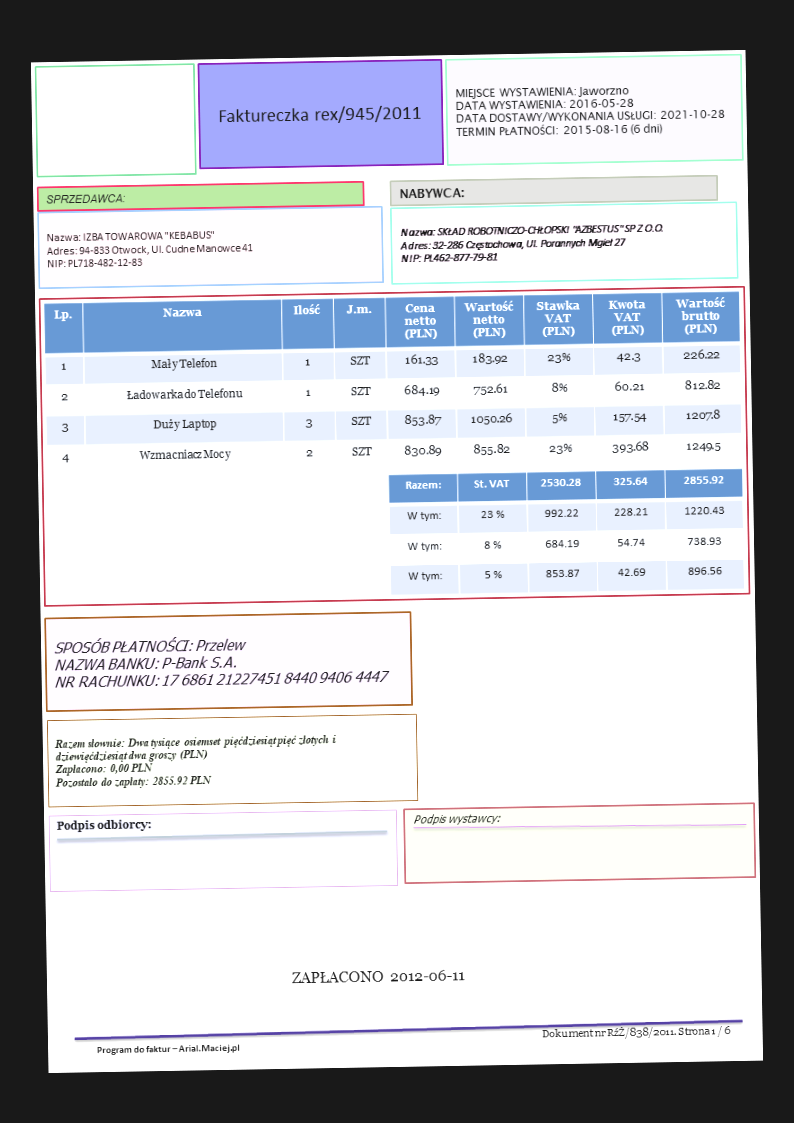 Faktureczka rex/945/2011
MIEJSCE WYSTAWIENIA: Jaworzno
DATA WYSTAWIENIA: 2016-05-28
DATA DOSTAWY/WYKONANIA USŁUGI: 2021-10-28
TERMIN PŁATNOŚCI: 2015-08-16 (6 dni)
SPRZEDAWCA:
Nazwa: IZBA TOWAROWA "KEBABUS"
Adres: 94-833 Otwock, Ul. Cudne Manowce 41
NIP: PL718-482-12-83
NABYWCA:
Nazwa: SKŁAD ROBOTNICZO-CHŁOPSKI "AZBESTUS" SP Z O.O.
Adres: 32-286 Częstochowa, Ul. Porannych Mgieł 27
NIP: PL462-877-79-81
Lp. Nazwa Ilość J.m. Cena netto (PLN) Wartość netto (PLN) Stawka VAT (PLN) Kwota VAT (PLN) Wartość brutto (PLN)
1 Mały Telefon 1 SZT 161.33 183.92 23% 42.3 226.22
2 Ładowarka do Telefonu 1 SZT 684.19 752.61 8% 60.21 812.82
3 Duży Laptop 3 SZT 853.87 1050.26 5% 157.54 1207.8
4 Wzmacniacz Mocy 2 SZT 830.89 855.82 23% 393.68 1249.5
Razem: St. VAT 2530.28 325.64 2855.92
W tym: 23 % 992.22 228.21 1220.43
W tym: 8 % 684.19 54.74 738.93
W tym: 5 % 853.87 42.69 896.56
SPOSÓB PŁATNOŚCI: Przelew
NAZWA BANKU: P-Bank S.A.
NR RACHUNKU: 17 6861 21227451 8440 9406 4447
Razem słownie: Dwa tysiące osiemset pięćdziesiąt pięć złotych i
dziewięćdziesiąt dwa groszy (PLN)
Zapłacono: 0,00 PLN
Pozostało do zapłaty: 2855.92 PLN
Podpis odbiorcy:
Podpis wystawcy:
ZAPŁACONO 2012-06-11
Program do faktur – Arial.Maciej.pl
Dokument nr RźŻ/838/2011. Strona 1 / 6